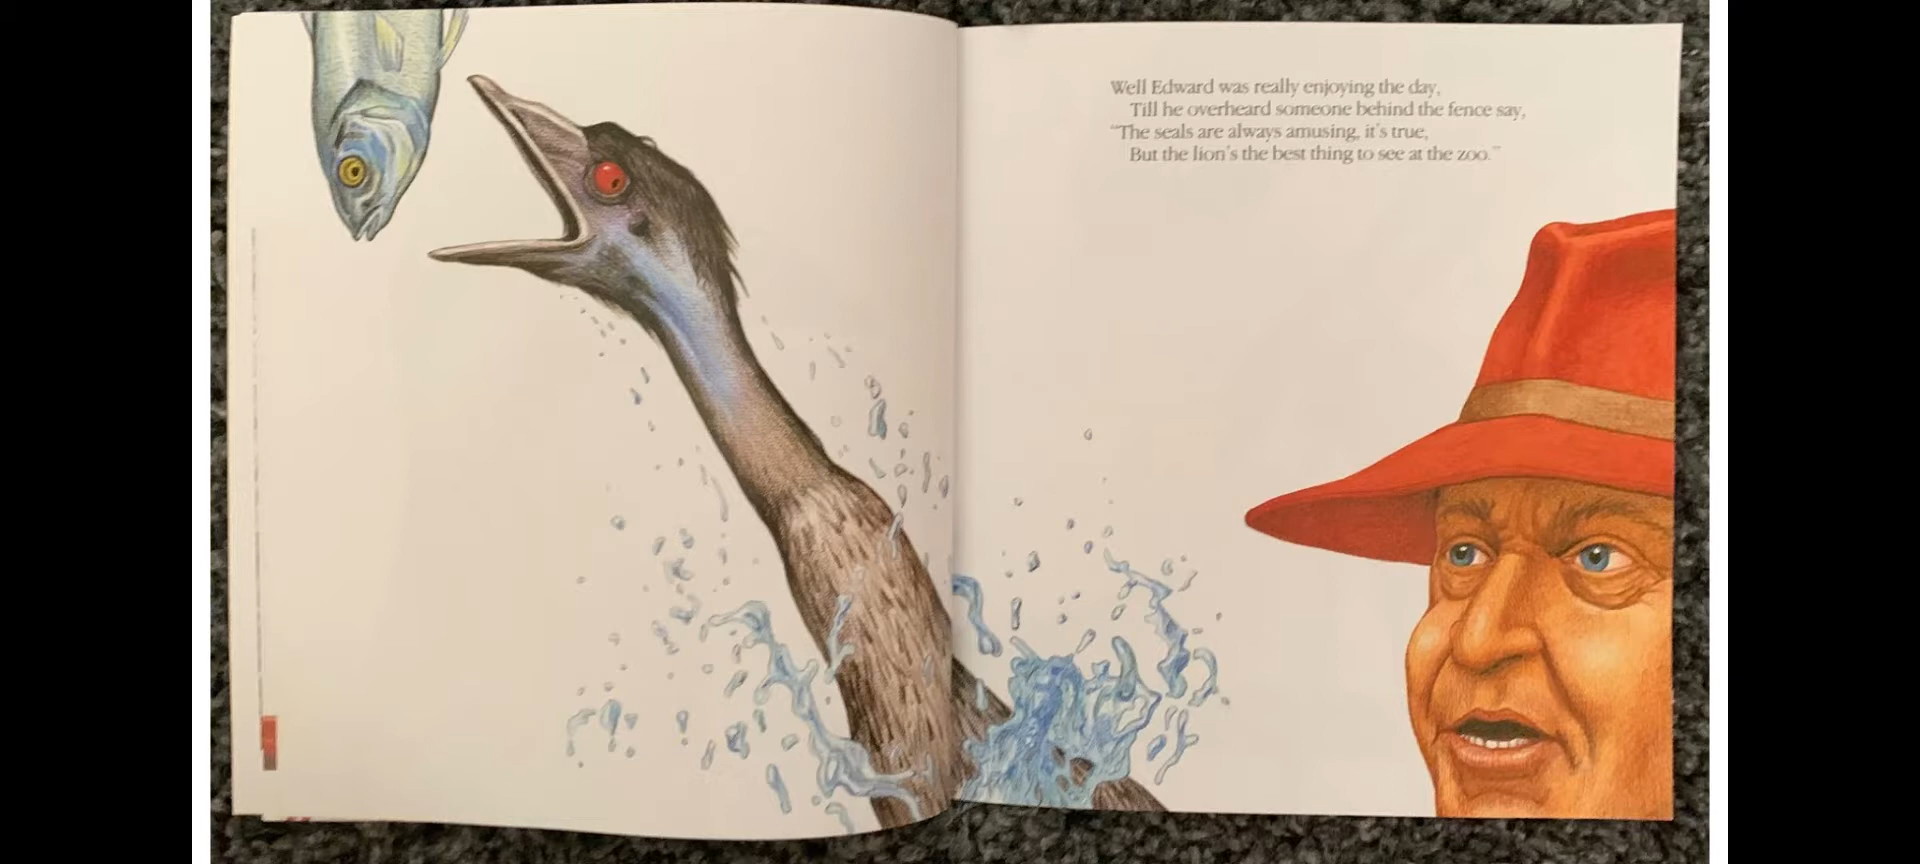 Well Edward was really enjoying the day,
Till he overheard someone behind the fence say,
"The seals are always amusing, it's true,
But the lion's the best thing to see at the zoo."